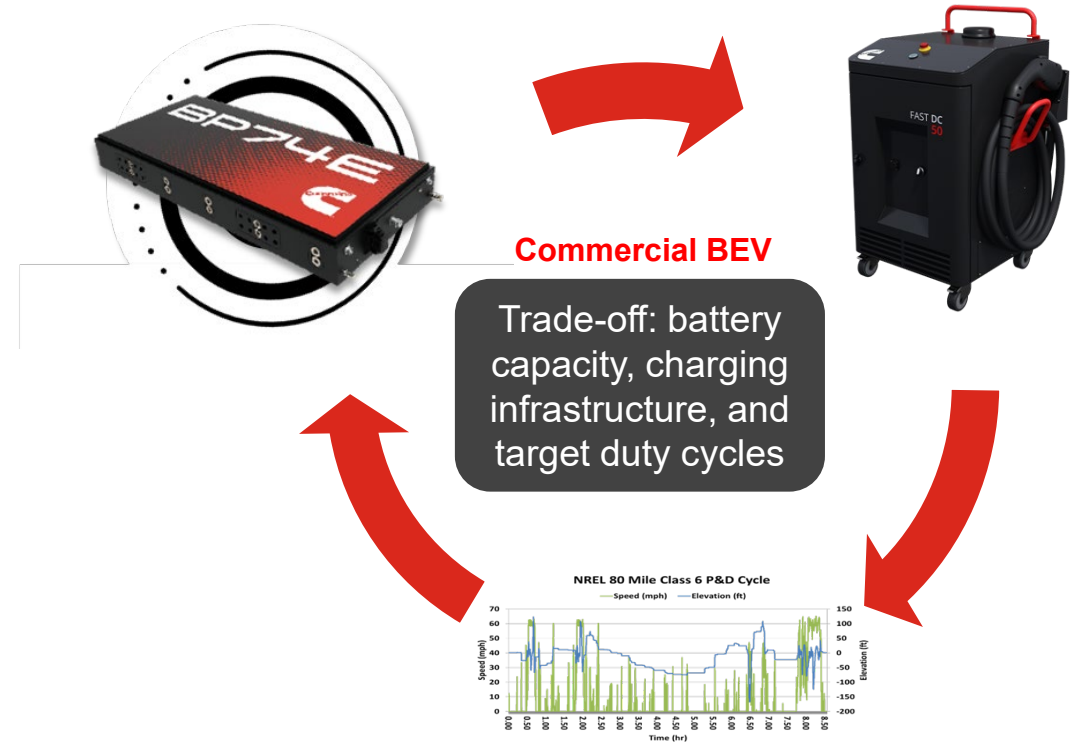 BP74E
FAST DC
50
Commercial BEV
Trade-off: battery
capacity, charging
infrastructure, and
target duty cycles
NREL 80 Mile Class 6 P&D Cycle
Speed (mph) Elevation (ft)
Speed (mph)
70
60
50
40
30
20
10
0
150
100
50
0
-50
-100
-150
-200
Elevation (ft)
0.00 0.50 1.00 1.50 2.00 2.50 3.00 3.50 4.00 4.50 5.00 5.50 6.00 6.50 7.00 7.50 8.00 8.50
Time (hr)